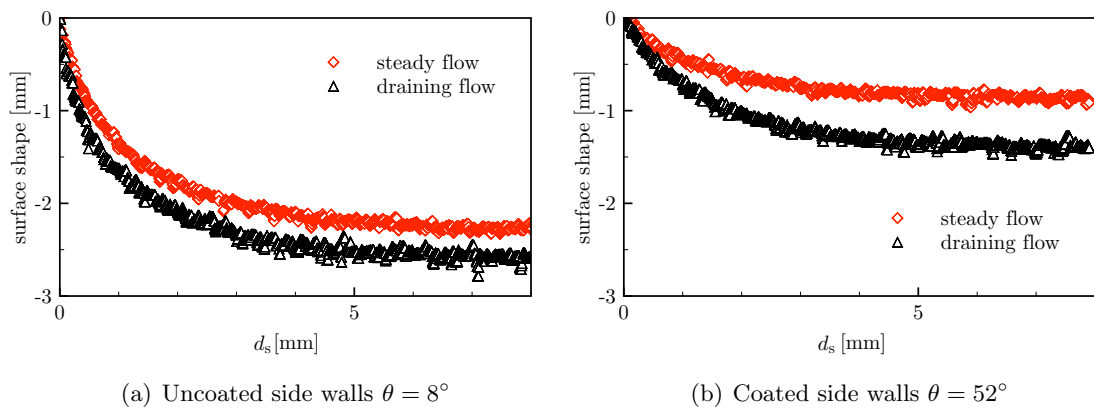 0
-1
-2
-3
surface shape [mm]
steady flow
draining flow
0
5
d_s [mm]
(a) Uncoated side walls θ = 8°
0
-1
-2
-3
surface shape [mm]
steady flow
draining flow
0
5
d_s [mm]
(b) Coated side walls θ = 52°